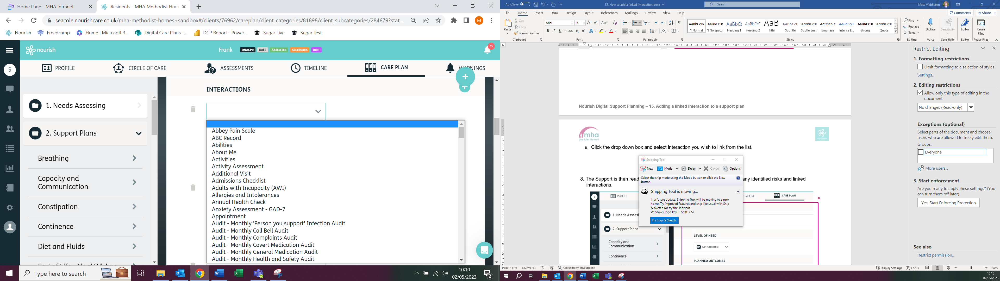 Home Page - MHA Intranet
Residents - MHA Methodist Hom
seacole.nourishcare.co.uk/mha-methodist-homes+sandbox#/clients/76962/careplan/client_categories/81898/client_subcategories/284679?stat...
M
Nourish
Freedcamp
Home | Microsoft 3...
Digital Care Plans -...
DCP Report - Power...
Sugar Live
Sugar Test
nourish
Frank
DNACPR
DoLS
ABILITIES
ALLERGIES
DIET
75
S
PROFILE
CIRCLE OF CARE
ASSESSMENTS
TIMELINE
CARE PLAN
WARNINGS
1. Needs Assessing
2. Support Plans
Breathing
Capacity and
Communication
Constipation
Continence
Diet and Fluids
End of Life - Final Wishes
INTERACTIONS
Abbey Pain Scale
ABC Record
Abilities
About Me
Activities
Activity Assessment
Additional Visit
Admissions Checklist
Adults with Incapacity (AWI)
Allergies and Intolerances
Annual Health Check
Anxiety Assessment - GAD-7
Appointment
Audit - Monthly 'Person you support' Infection Audit
Audit - Monthly Call Bell Audit
Audit - Monthly Complaints Audit
Audit - Monthly Covert Medication Audit
Audit - Monthly General Medication Audit
Audit - Monthly Health and Safety Audit
Type here to search
10:10
02/05/2023
2
AutoSave
Off
15. How to add a linked interaction.docx
Search
Matt Middleton
File
Home
Insert
Draw
Design
Layout
References
Mailings
Review
View
Help
Comments
Share
Paste
Cut
Copy
Format Painter
Clipboard
Arial
14
Font
Paragraph
AaBbCcDc
¶ Normal
AaBbCcDc
¶ No Spac...
AaBbCc
Heading 1
AaBbCcD
Heading 2
AaB
Title
AaBbCcD
Subtitle
AaBbCcDc
Subtle Em...
AaBbCcDc
Emphasis
AaBbCcDc
Intense E...
AaBbCcDc
Strong
AaBbCcDc
Quote
Styles
Find
Replace
Select
Editing
Dictate
Voice
Sensitivity
Sensitivity
Editor
Editor
Reuse
Files
Reuse Files
Nourish Digital Support Planning – 15. Adding a linked interaction to a support plan
mha
Live later life well
9. Click the drop down box and select interaction you wish to link from the list.
8. The Support is then read
any identified risks and linked
interactions.
Snipping Tool
New
Mode
Delay
Cancel
Options
Select the snip mode using the Mode button or click the New
button.
Snipping Tool is moving...
In a future update, Snipping Tool will be moving to a new
home. Try improved features and snip like usual with Snip
& Sketch (or try the shortcut
Windows logo key + Shift + S).
Try Snip & Sketch
S
PROFILE
TIMELINE
CARE PLAN
8.
1. Needs Assessi
2. Support Plans
Capacity and
Communication
Continence
LEVEL OF NEED
NA Not Applicable
PLANNED OUTCOMES
Restrict Editing
1. Formatting restrictions
Limit formatting to a selection of styles
Settings...
2. Editing restrictions
Allow only this type of editing in the
document:
No changes (Read-only)
Exceptions (optional)
Select parts of the document and choose
users who are allowed to freely edit them.
Groups:
Everyone
More users...
3. Start enforcement
Are you ready to apply these settings? (You
can turn them off later)
Yes, Start Enforcing Protection
See also
Restrict permission...
Page 7 of 9
322 words
Accessibility: Investigate
Display Settings
Focus
100%
10:10
02/05/2023